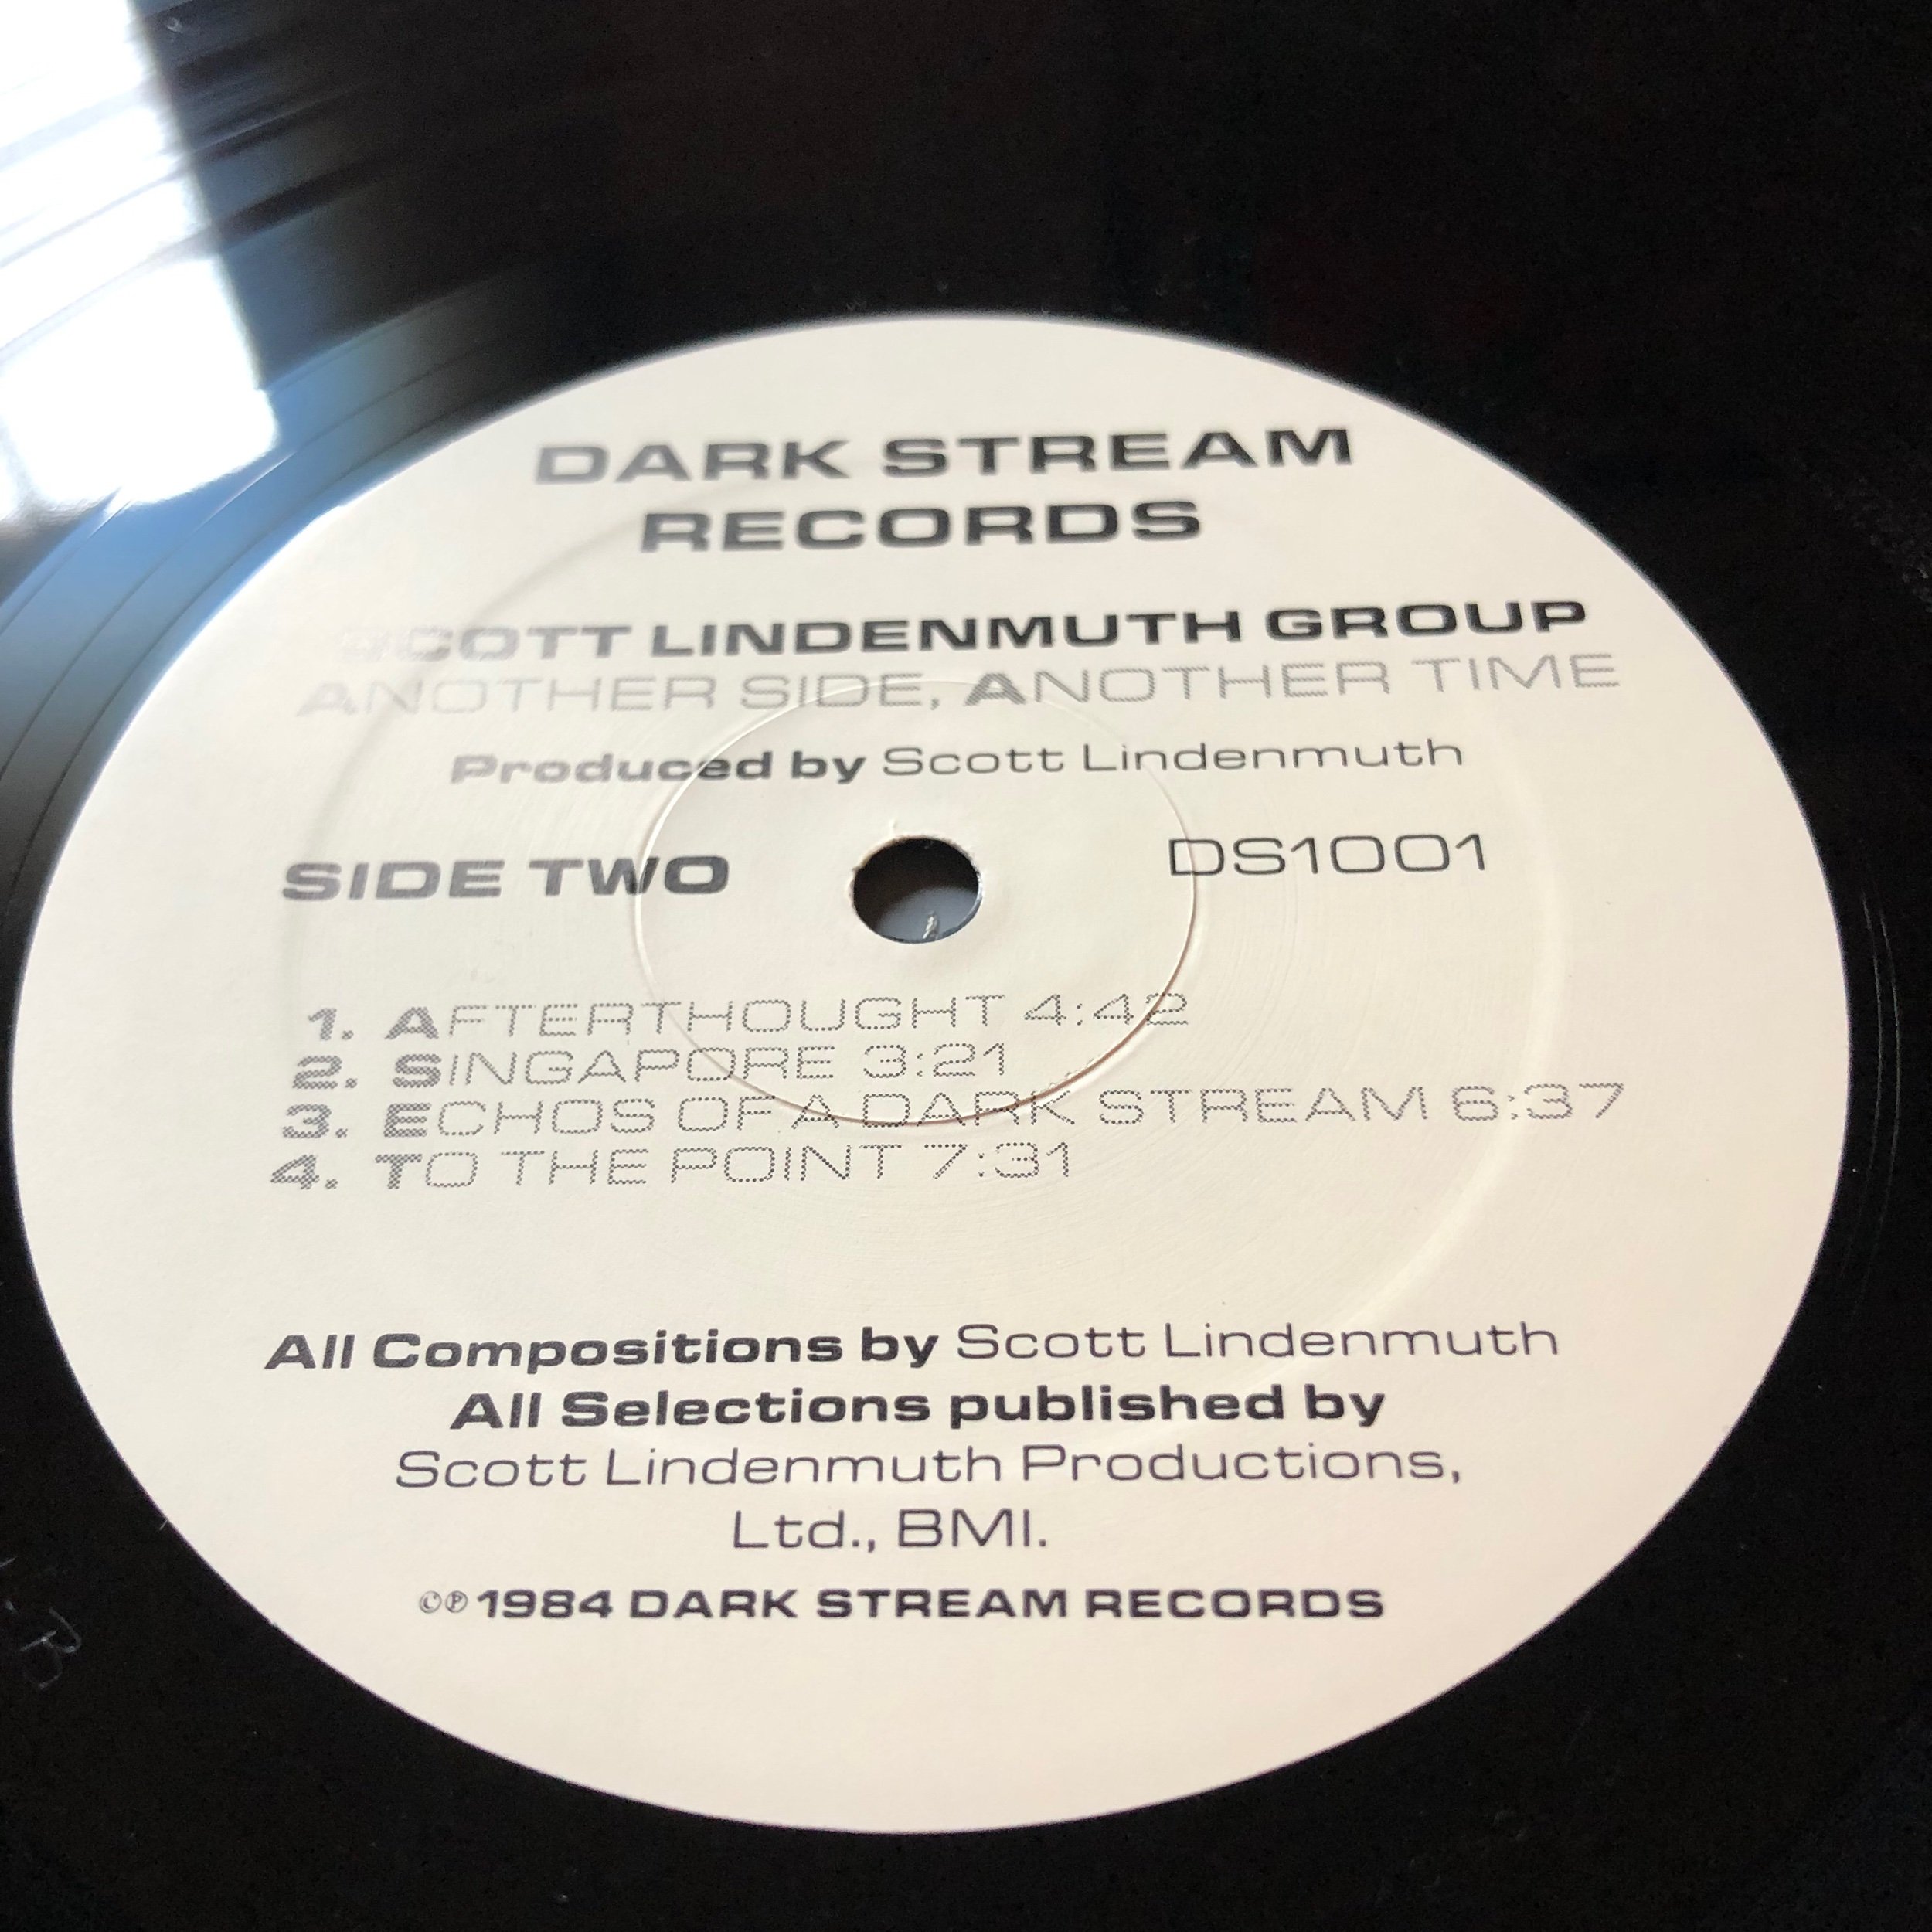 DARK STREAM
RECORDS
SCOTT LINDENMUTH GROUP
ANOTHER SIDE, ANOTHER TIME
Produced by Scott Lindenmuth
SIDE TWO DS1001
1. AFTERTHOUGHT 4:42
2. SINGAPORE 3:21
3. ECHOS OF A DARK STREAM 6:37
4. TO THE POINT 7:31
All Compositions by Scott Lindenmuth
All Selections published by
Scott Lindenmuth Productions,
Ltd., BMI.
©℗1984 DARK STREAM RECORDS